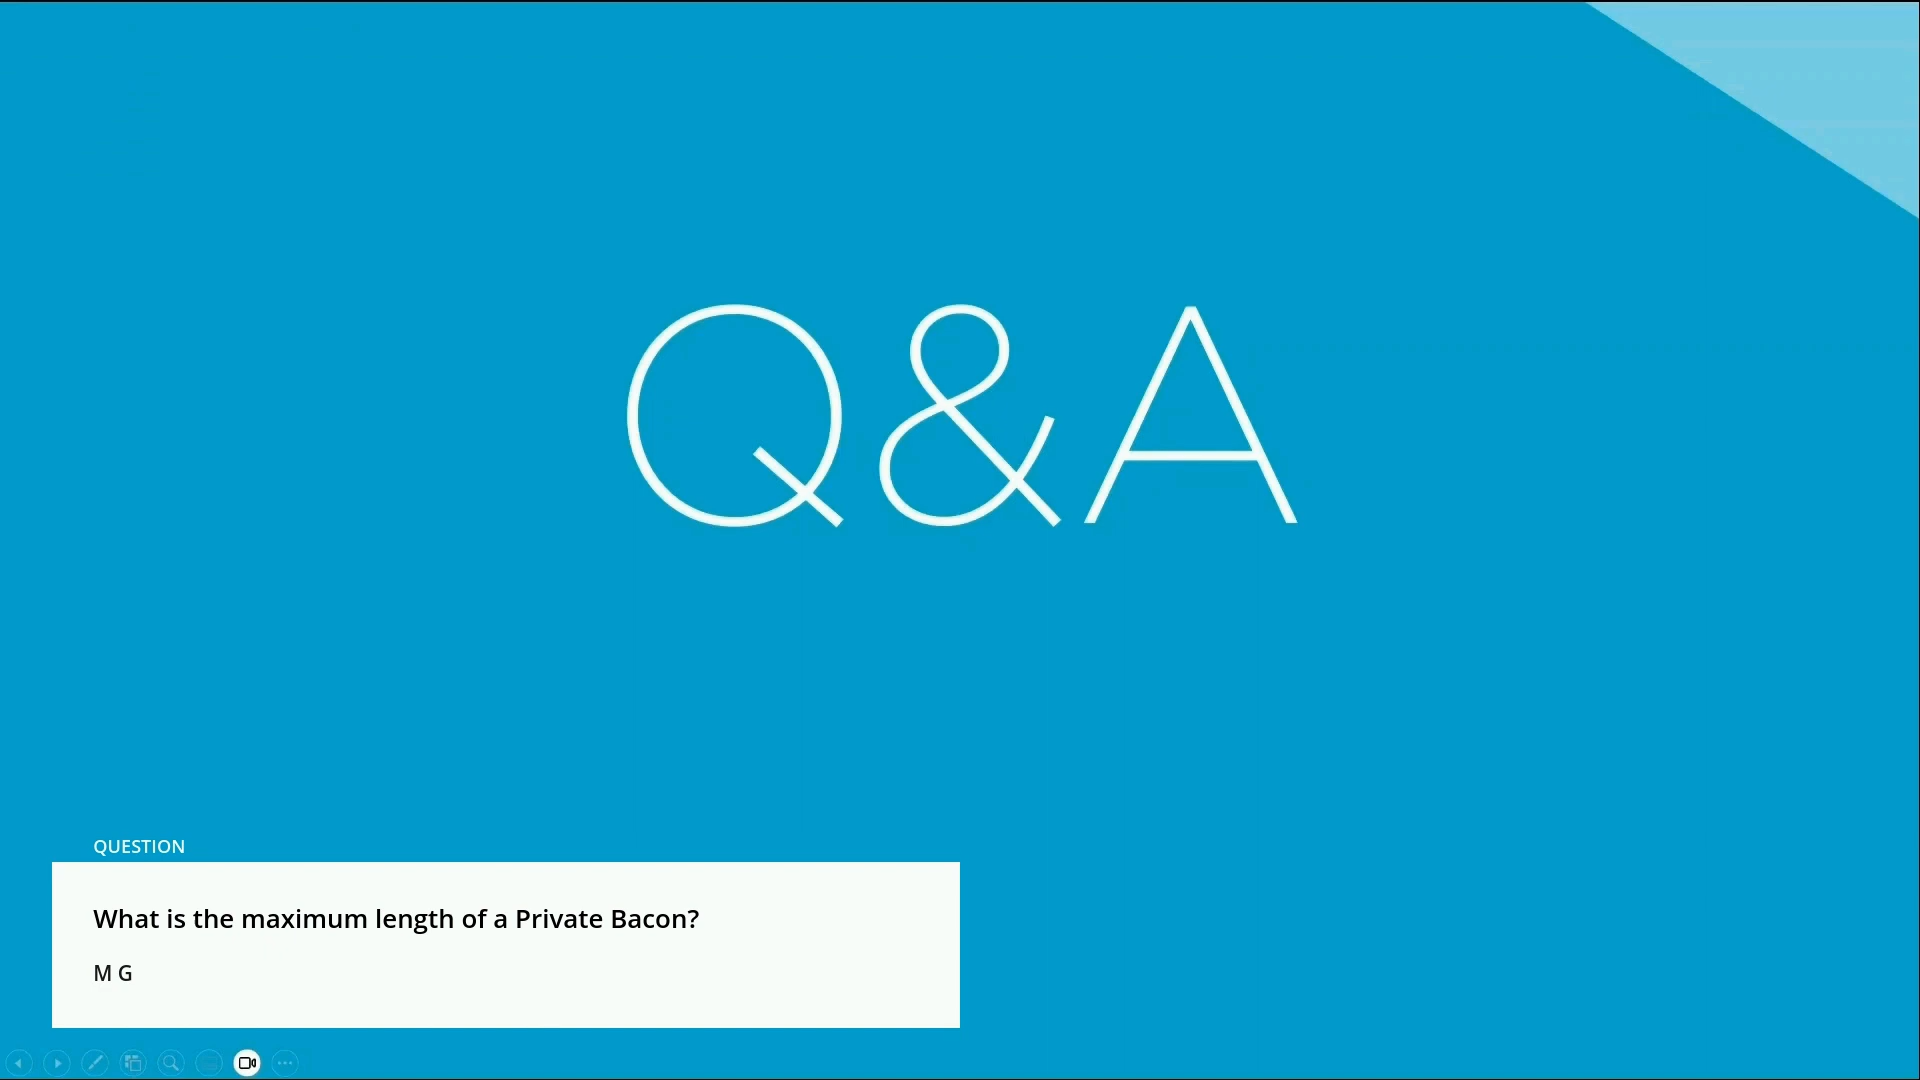 Q&A
QUESTION
What is the maximum length of a Private Bacon?
M G